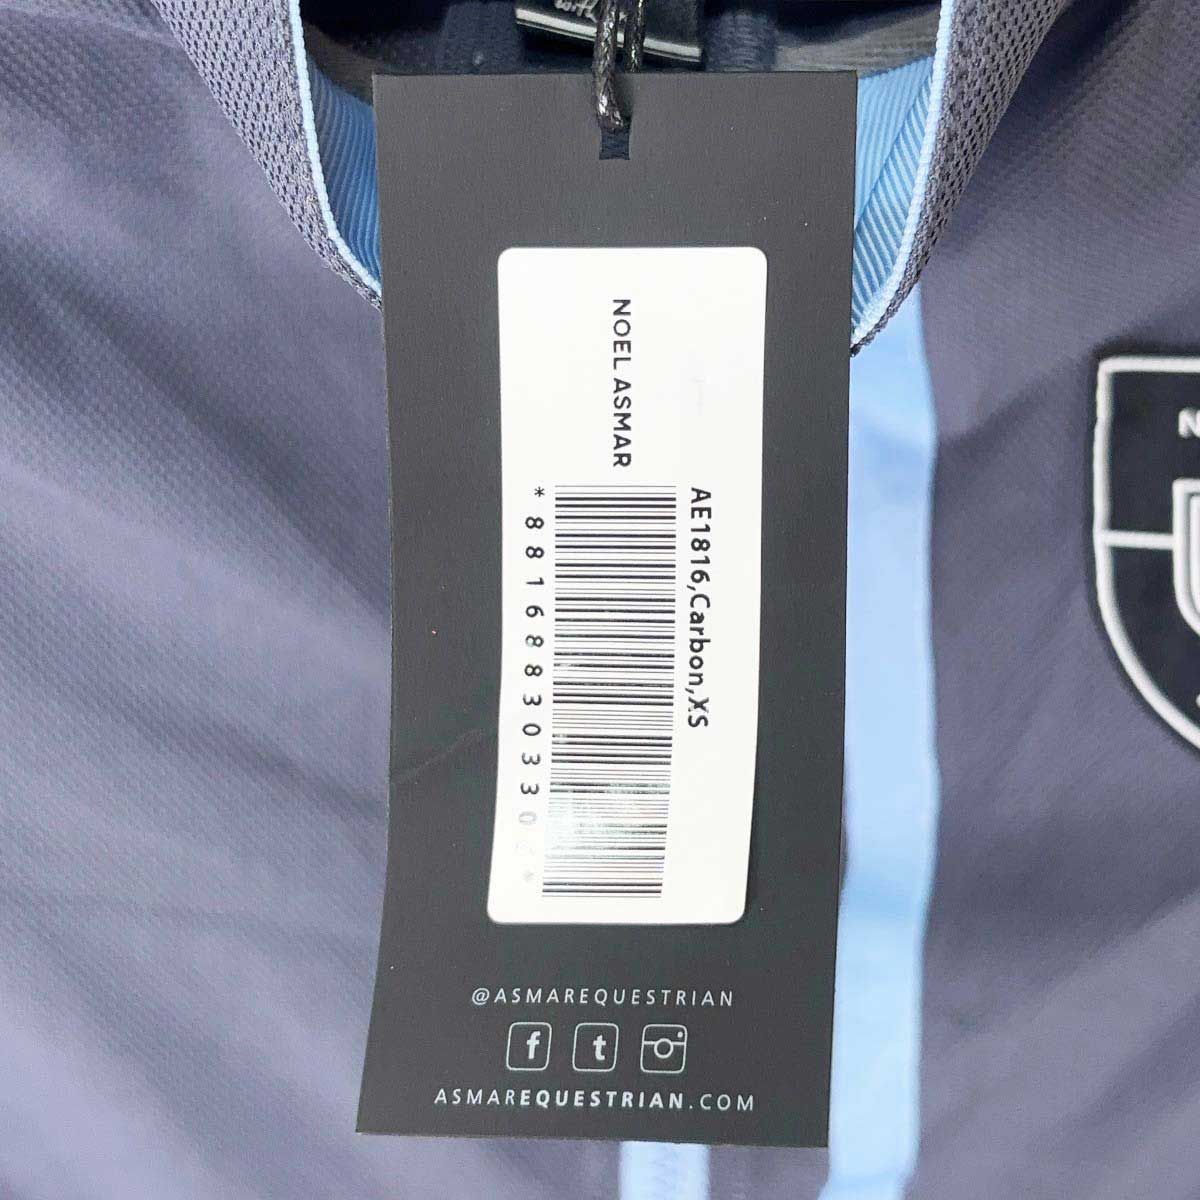 NOEL ASMAR
AE1816,Carbon,XS
@ASMAREQUESTRIAN
f t
ASMAREQUESTRIAN.COM
N